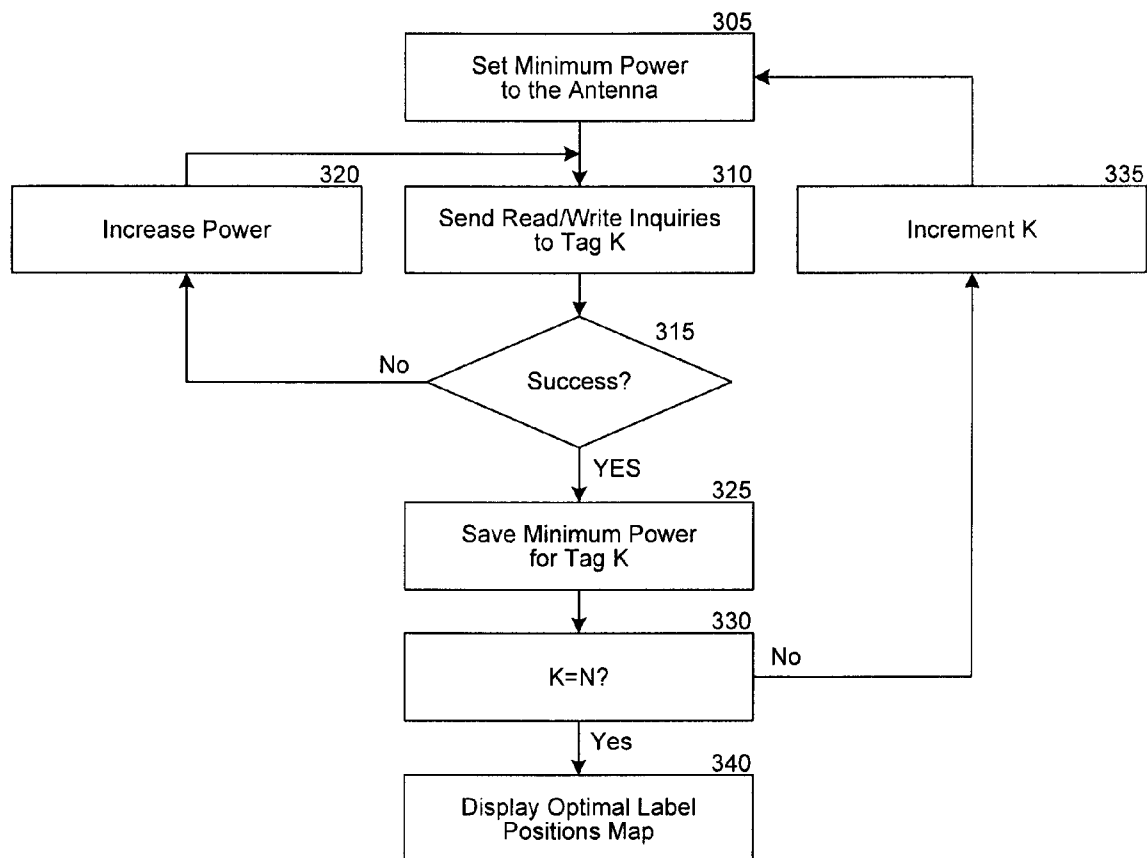 305
Set Minimum Power
to the Antenna
320
Increase Power
310
Send Read/Write Inquiries
to Tag K
335
Increment K
315
No
Success?
YES
325
Save Minimum Power
for Tag K
330
K=N?
No
Yes
340
Display Optimal Label
Positions Map